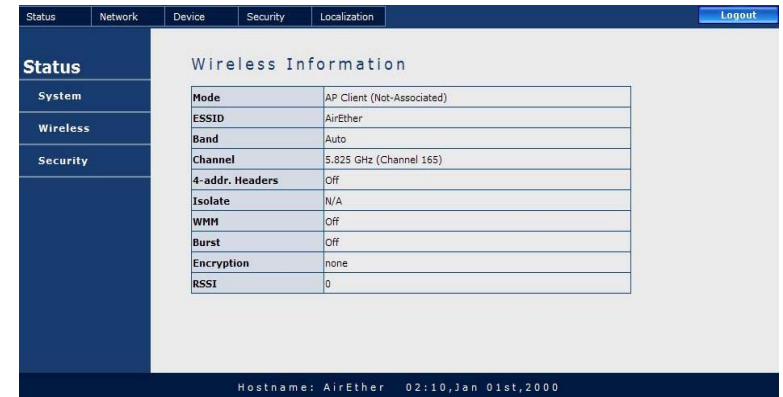 Status Network Device Security Localization Logout
Status
System
Wireless
Security
Wireless Information
Mode AP Client (Not-Associated)
ESSID AirEther
Band Auto
Channel 5.825 GHz (Channel 165)
4-addr. Headers Off
Isolate N/A
WMM Off
Burst Off
Encryption none
RSSI 0
Hostname: AirEther 02:10,Jan 01st,2000